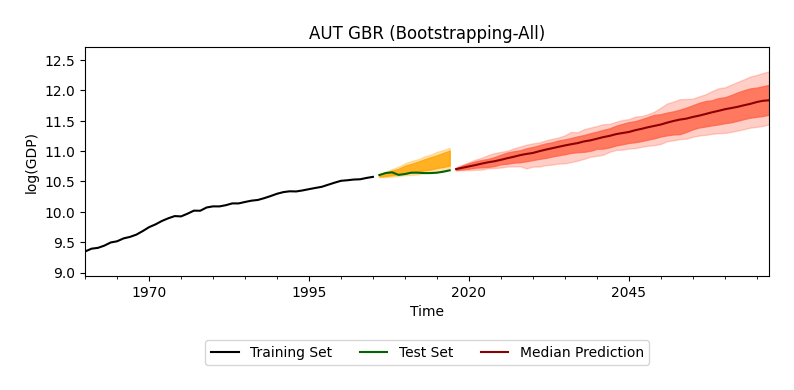 AUT GBR (Bootstrapping-All)
12.5
12.0
11.5
11.0
10.5
10.0
9.5
9.0
log(GDP)
1970 1995 2020 2045
Time
Training Set Test Set Median Prediction